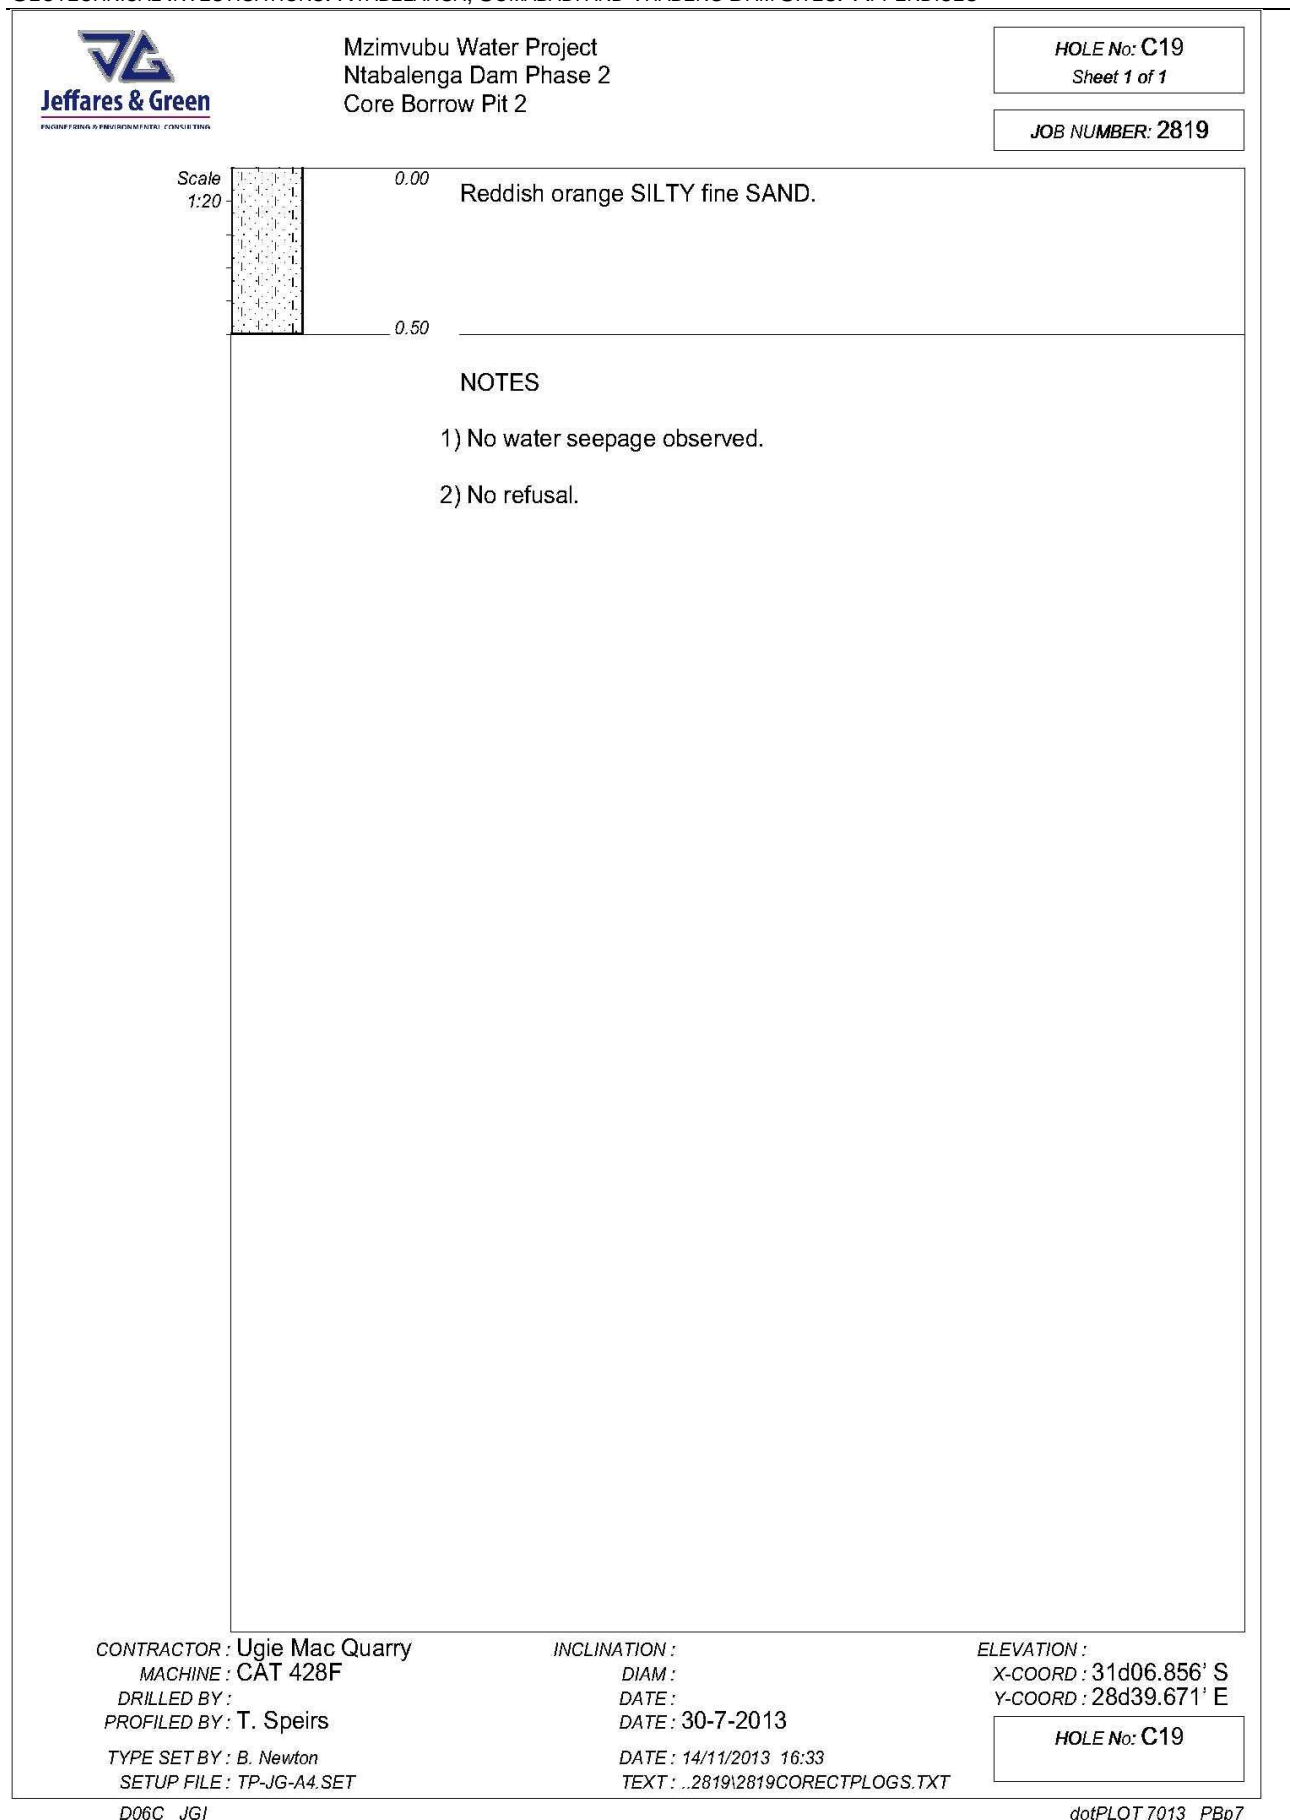 Jeffares & Green
ENGINEERING & ENVIRONMENTAL CONSULTING
Mzimvubu Water Project
Ntabalenga Dam Phase 2
Core Borrow Pit 2
HOLE No: C19
Sheet 1 of 1
JOB NUMBER: 2819
Scale
1:20
0.00
Reddish orange SILTY fine SAND.
0.50
NOTES
1) No water seepage observed.
2) No refusal.
CONTRACTOR : Ugie Mac Quarry
MACHINE : CAT 428F
DRILLED BY :
PROFILED BY : T. Speirs
TYPE SET BY : B. Newton
SETUP FILE : TP-JG-A4.SET
INCLINATION :
DIAM :
DATE :
DATE : 30-7-2013
DATE : 14/11/2013 16:33
TEXT : ..2819\2819CORECTPLOGS.TXT
ELEVATION :
X-COORD : 31d06.856' S
Y-COORD : 28d39.671' E
HOLE No: C19
D06C JGI
dotPLOT 7013 PBp7